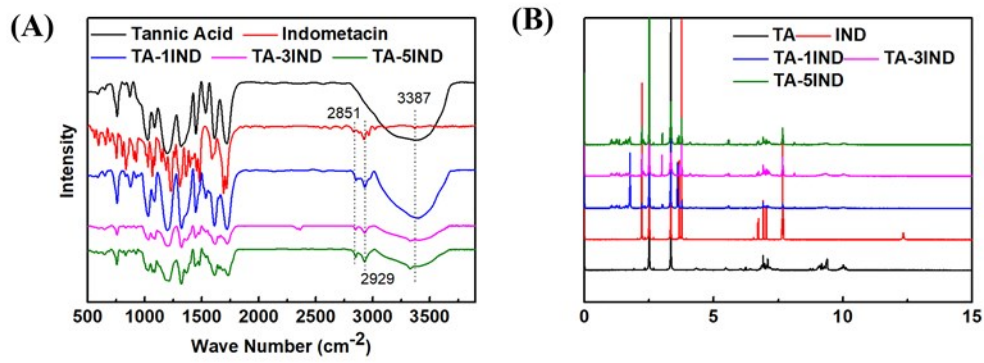 (A)
Tannic Acid Indometacin
TA-1IND TA-3IND TA-5IND
2851
3387
2929
Intensity
500 1000 1500 2000 2500 3000 3500
Wave Number (cm-2)
(B)
TA IND
TA-1IND TA-3IND
TA-5IND
0 5 10 15